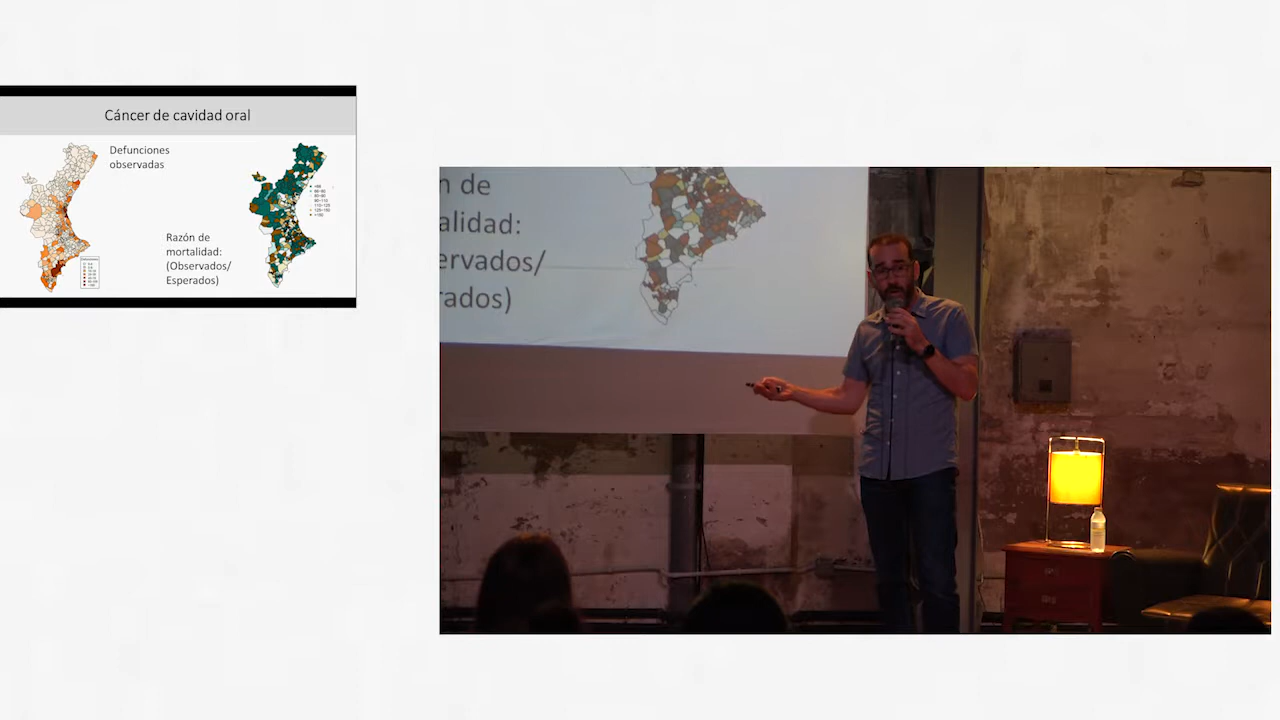 Cáncer de cavidad oral
Defunciones
observadas
Razón de
mortalidad:
(Observados/
Esperados)
n de
alidad:
ervados/
rados)